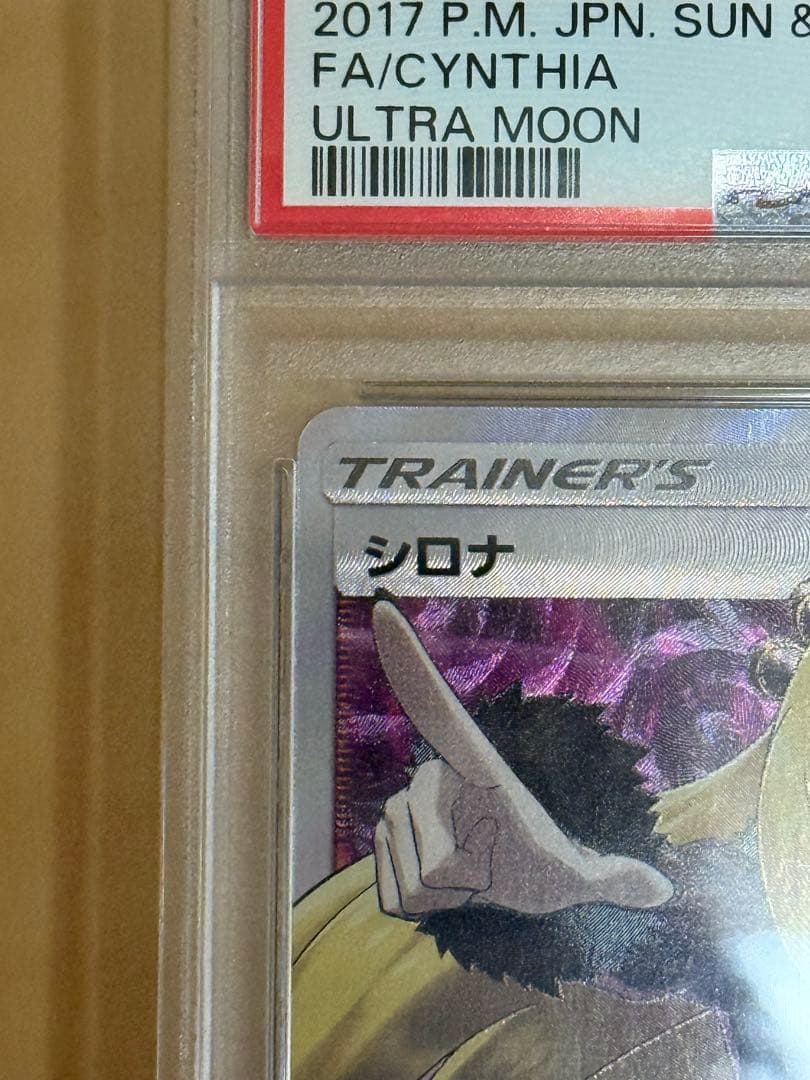 2017 P.M. JPN. SUN &
FA/CYNTHIA
ULTRA MOON
TRAINER'S
シロナ